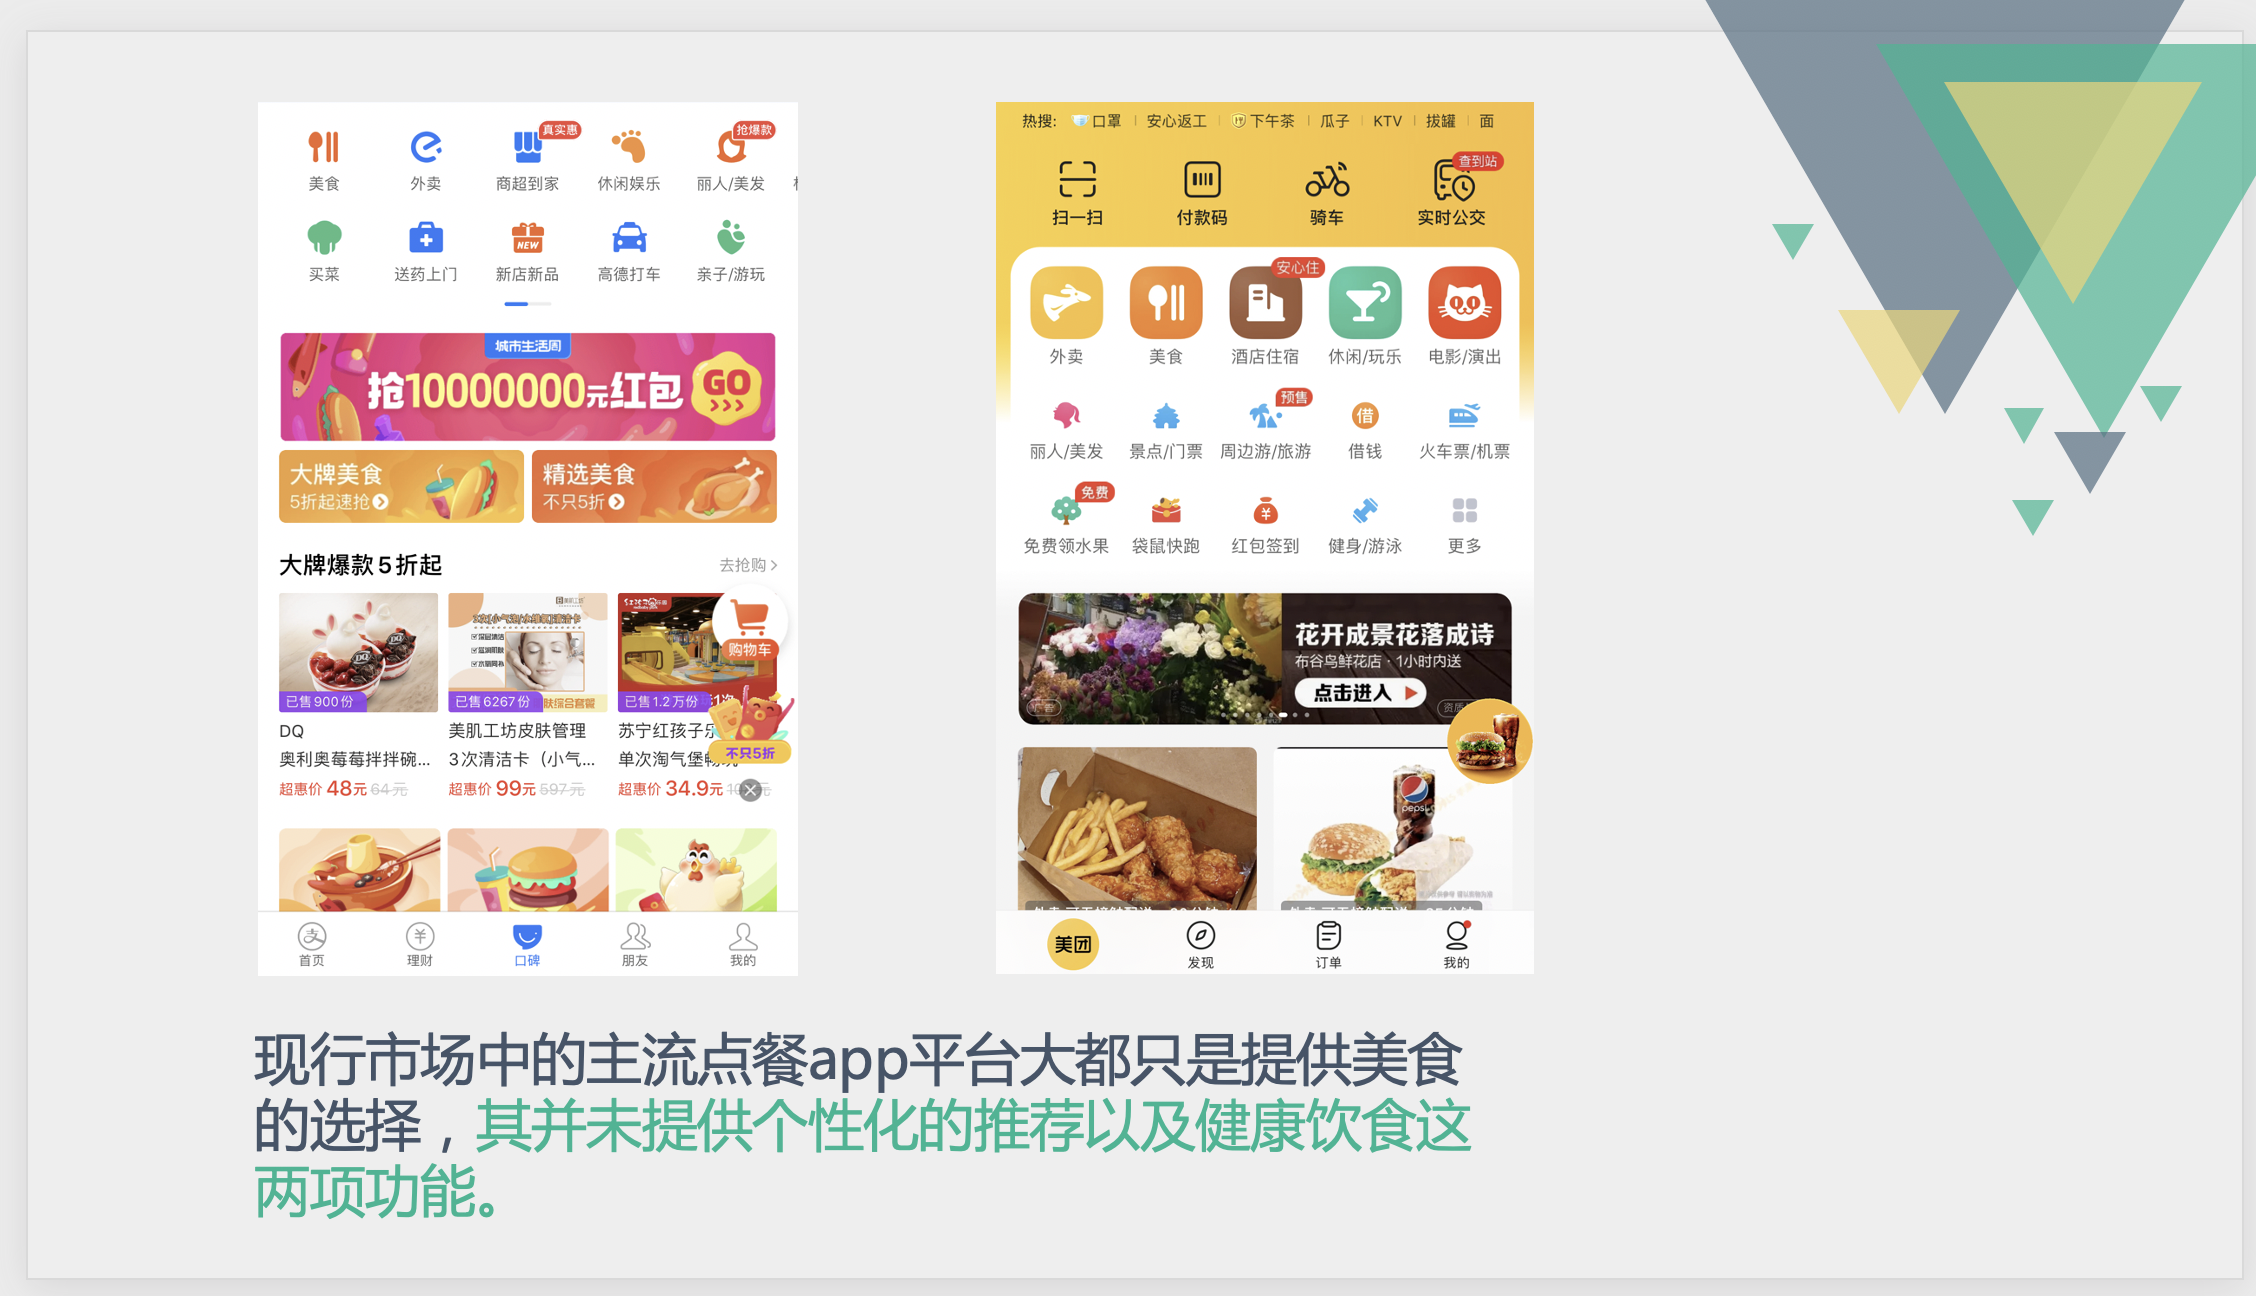 真实惠
抢爆款
美食
外卖
商超到家
休闲娱乐
丽人/美发
NEW
买菜
送药上门
新店新品
高德打车
亲子/游玩
城市生活周
抢10000000元红包
GO
大牌美食
5折起速抢
精选美食
不只5折
大牌爆款5折起
去抢购
购物车
已售900份
已售6267份
肤综合套餐
已售1.2万份
DQ
奥利奥莓莓拌拌碗...
超惠价 48元 64元
美肌工坊皮肤管理
3次清洁卡（小气...
超惠价 99元 597元
苏宁红孩子乐
单次淘气堡畅玩
超惠价 34.9元
不只5折
首页
理财
口碑
朋友
我的
热搜: 口罩 安心返工 下午茶 瓜子 KTV 拔罐 面
查到站
扫一扫
付款码
骑车
实时公交
安心住
外卖
美食
酒店住宿
休闲/玩乐
电影/演出
预售
借
丽人/美发
景点/门票
周边游/旅游
借钱
火车票/机票
免费
免费领水果
袋鼠快跑
红包签到
健身/游泳
更多
花开成景花落成诗
布谷鸟鲜花店 · 1小时内送
点击进入
广告
pepsi
美团
发现
订单
我的
现行市场中的主流点餐app平台大都只是提供美食
的选择，其并未提供个性化的推荐以及健康饮食这
两项功能。